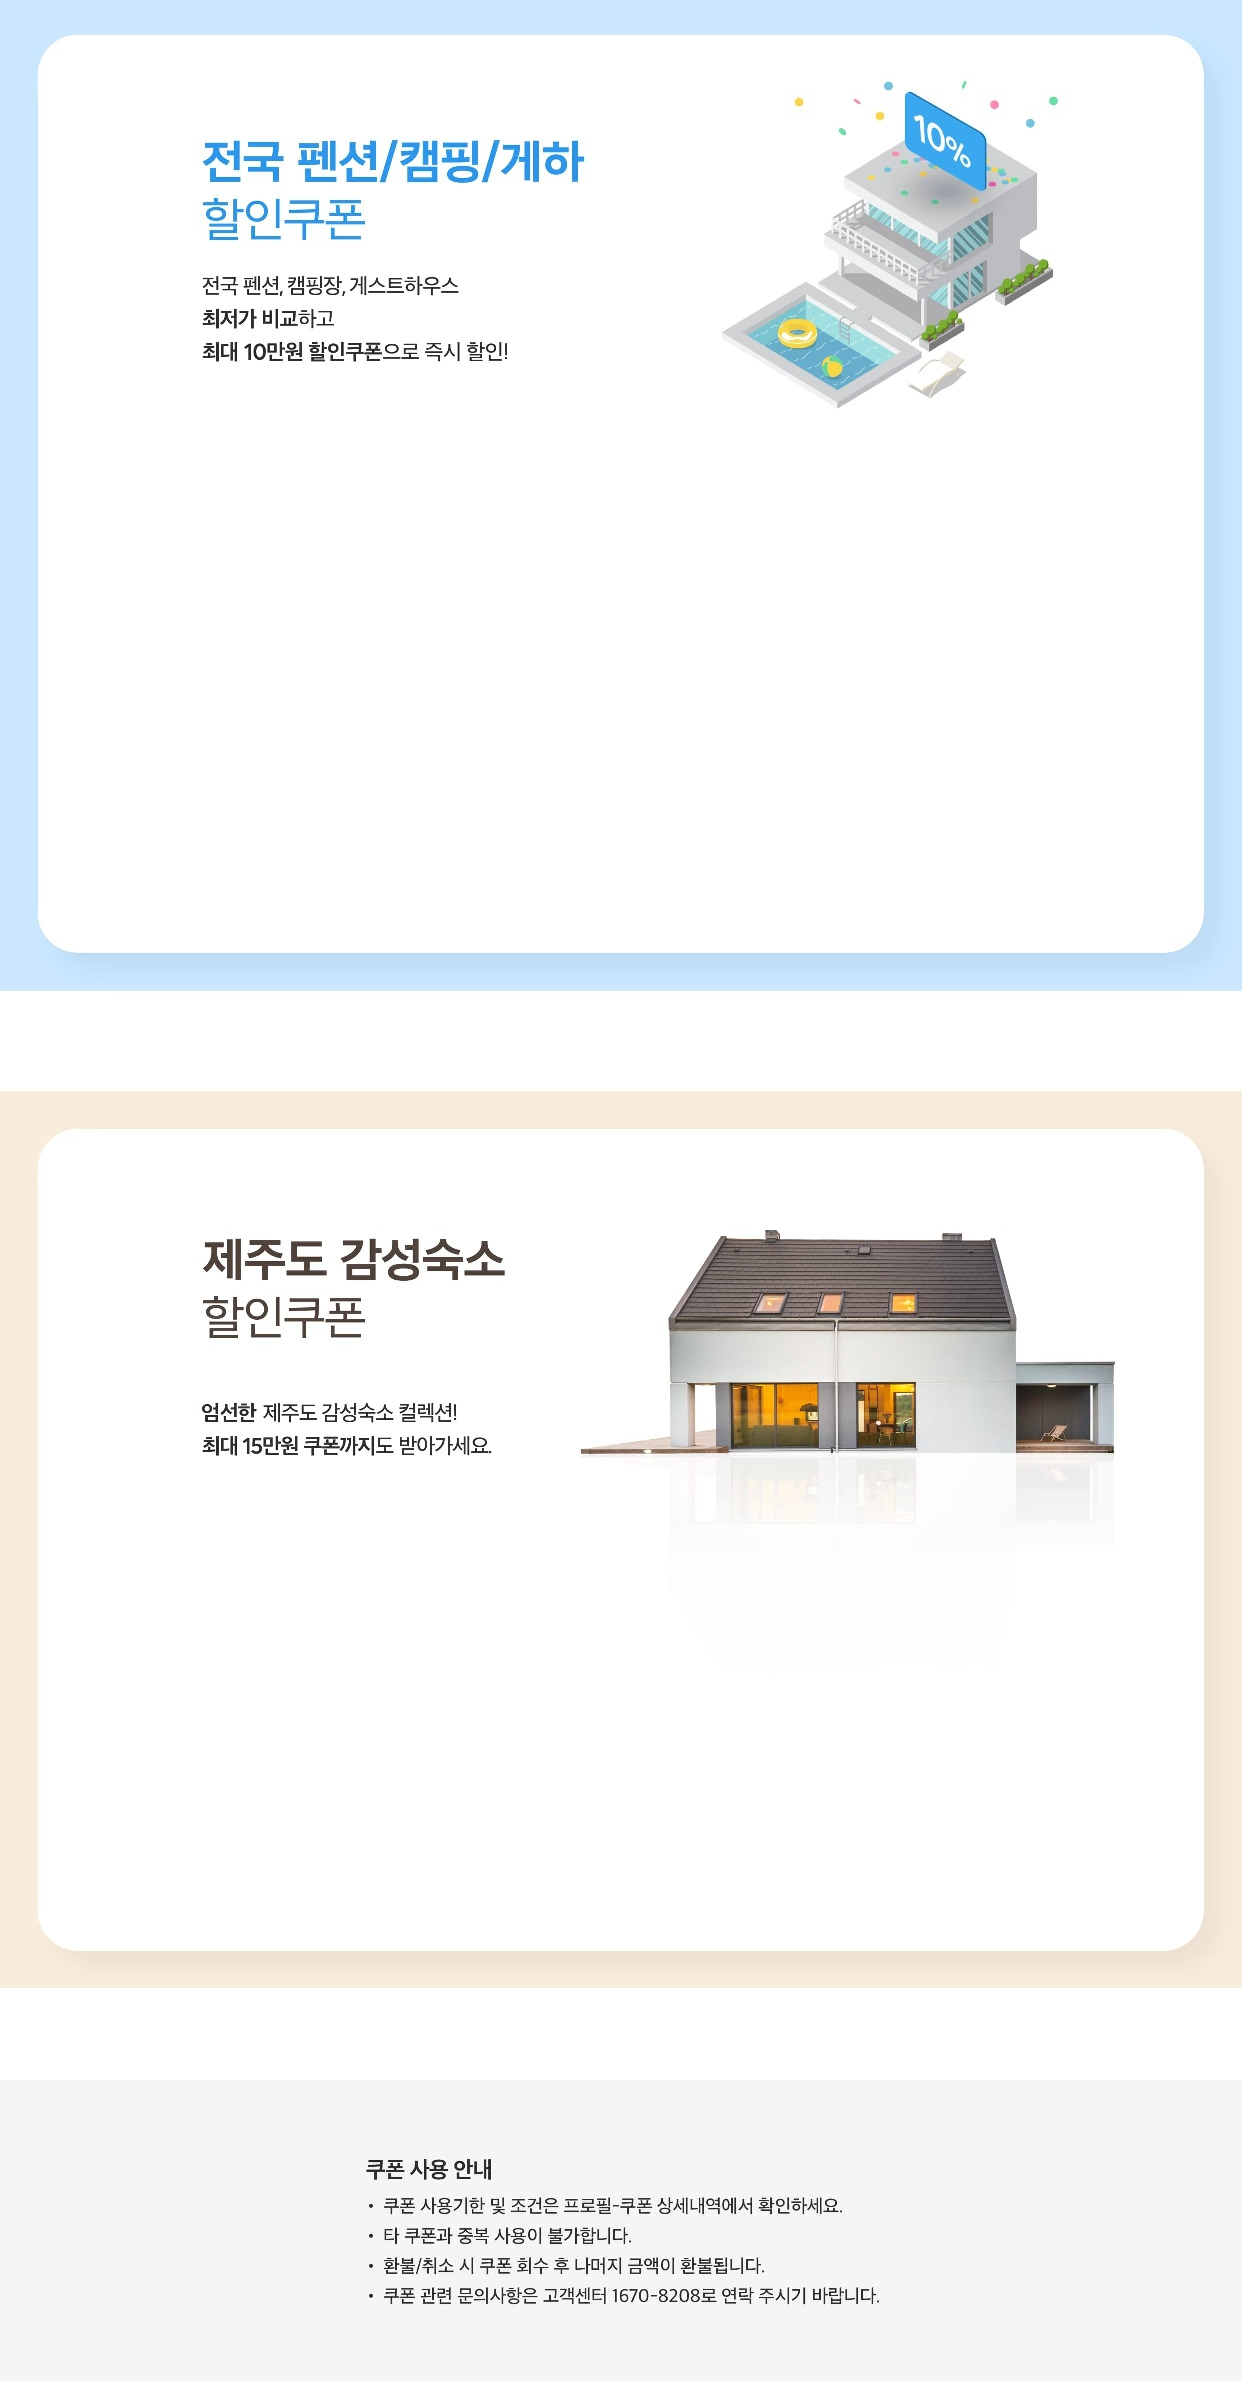 전국 펜션/캠핑/게하
할인쿠폰
전국 펜션, 캠핑장, 게스트하우스
최저가 비교하고
최대 10만원 할인쿠폰으로 즉시 할인!
10%
제주도 감성숙소
할인쿠폰
엄선한 제주도 감성숙소 컬렉션!
최대 15만원 쿠폰까지도 받아가세요.
쿠폰 사용 안내
• 쿠폰 사용기한 및 조건은 프로필-쿠폰 상세내역에서 확인하세요.
• 타 쿠폰과 중복 사용이 불가합니다.
• 환불/취소 시 쿠폰 회수 후 나머지 금액이 환불됩니다.
• 쿠폰 관련 문의사항은 고객센터 1670-8208로 연락 주시기 바랍니다.